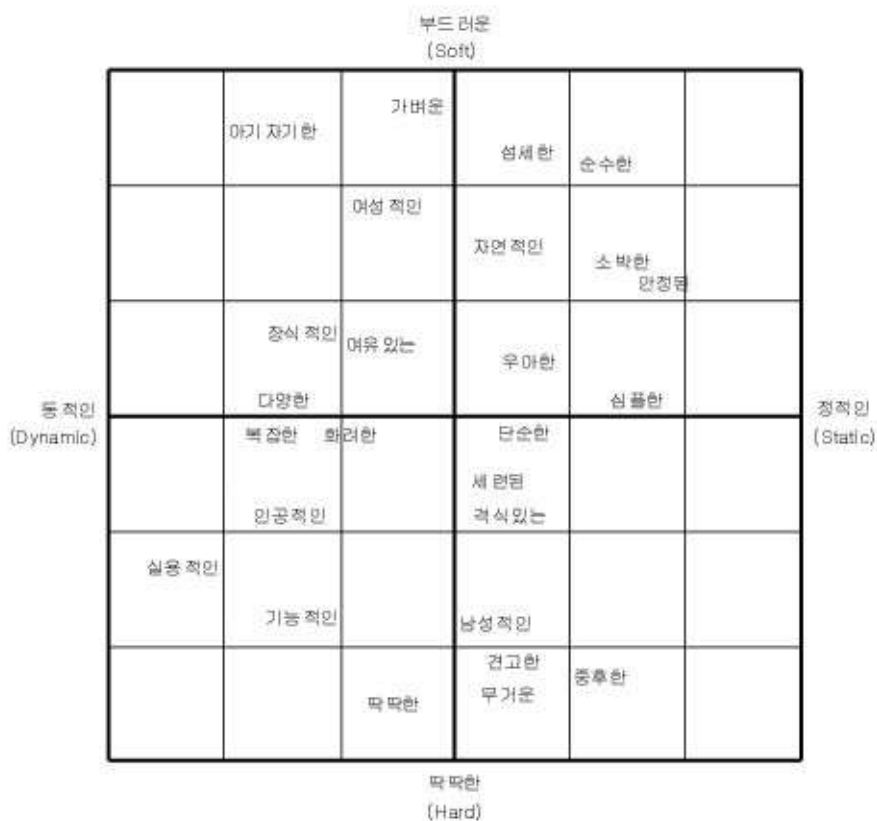 부드러운
(Soft)
가벼운
아기자기한
섬세한
순수한
여성적인
자연적인
소박한
안정된
장식적인
여유있는
우아한
다양한
심플한
동적인
(Dynamic)
정적인
(Static)
복잡한
화려한
단순한
세련된
인공적인
격식있는
실용적인
기능적인
남성적인
견고한
중후한
무거운
딱딱한
딱딱한
(Hard)